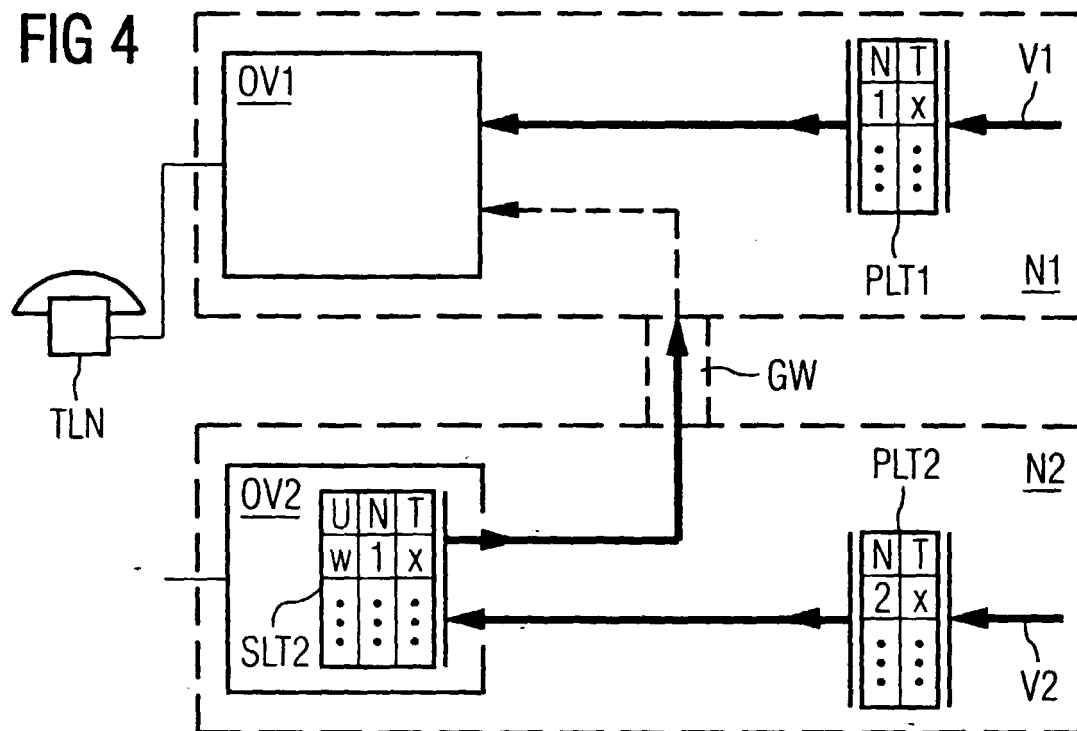 FIG 4
OV1
N T
1 x
V1
PLT1
N1
TLN
GW
OV2
U N T
w 1 x
SLT2
PLT2
N2
N T
2 x
V2